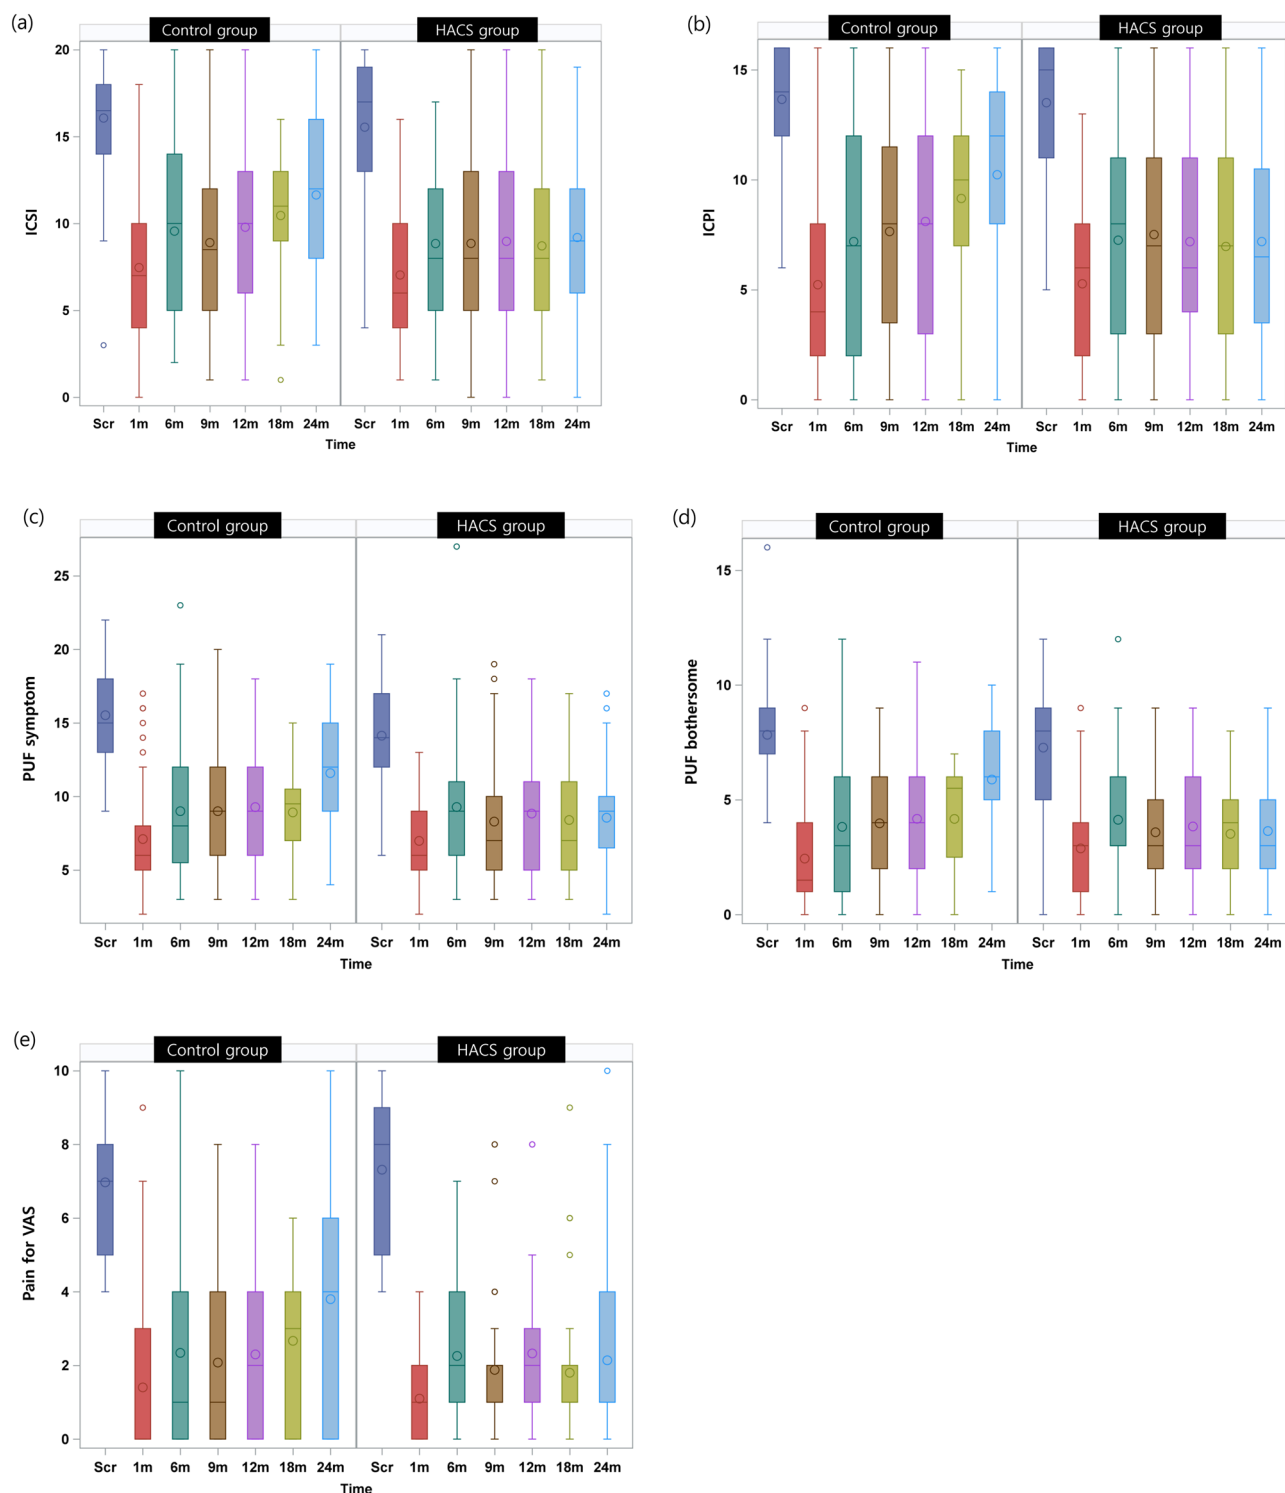 (a)
Control group HACS group
20
15
10
5
0
ICSI
Scr 1m 6m 9m 12m 18m 24m Scr 1m 6m 9m 12m 18m 24m
Time
(b)
Control group HACS group
15
10
5
0
ICPI
Scr 1m 6m 9m 12m 18m 24m Scr 1m 6m 9m 12m 18m 24m
Time
(c)
Control group HACS group
25
20
15
10
5
PUF symptom
Scr 1m 6m 9m 12m 18m 24m Scr 1m 6m 9m 12m 18m 24m
Time
(d)
Control group HACS group
15
10
5
0
PUF bothersome
Scr 1m 6m 9m 12m 18m 24m Scr 1m 6m 9m 12m 18m 24m
Time
(e)
Control group HACS group
10
8
6
4
2
0
Pain for VAS
Scr 1m 6m 9m 12m 18m 24m Scr 1m 6m 9m 12m 18m 24m
Time